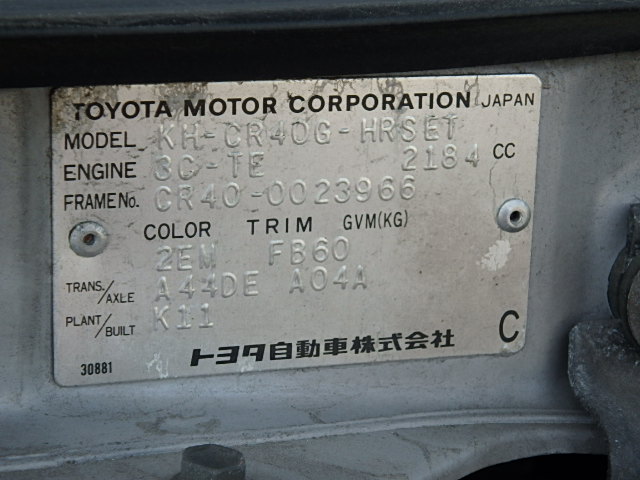 TOYOTA MOTOR CORPORATION JAPAN
MODEL KH-CR40G-HRSET
ENGINE 3C-TE 2184 CC
FRAME No. CR40-0023966
COLOR TRIM GVM(KG)
2EM FB60
TRANS./AXLE A44DE A04A
PLANT/BUILT K11
トヨタ自動車株式会社 C
30881